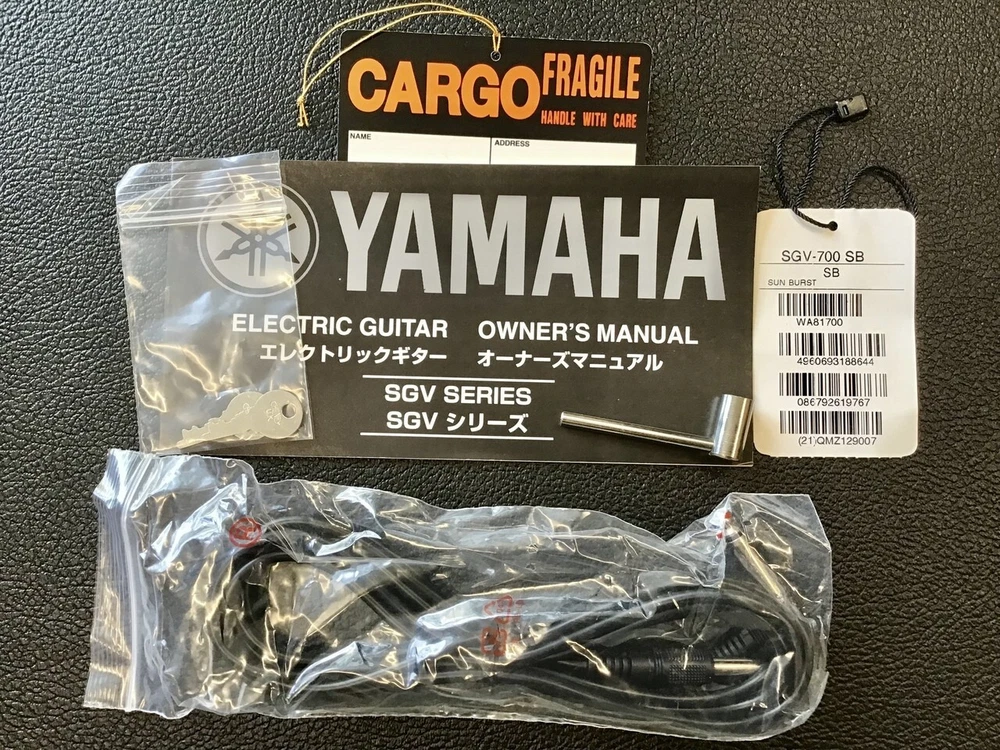 CARGO FRAGILE
HANDLE WITH CARE
NAME ADDRESS
YAMAHA
ELECTRIC GUITAR OWNER'S MANUAL
エレクトリックギター オーナーズマニュアル
SGV SERIES
SGV シリーズ
SGV-700 SB
SB
SUN BURST
WA81700
4960693188644
086792619767
(21)QMZ129007